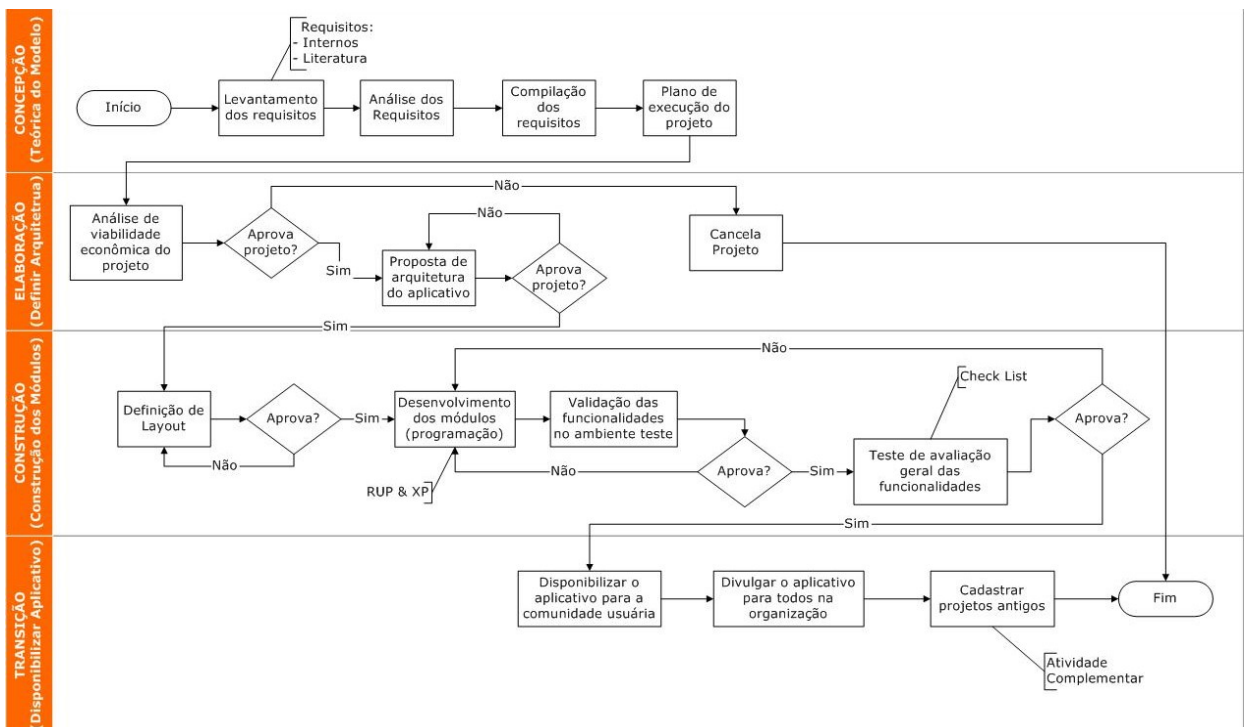 CONCEPÇÃO
(Teórica do Modelo)
Requisitos:
- Internos
- Literatura
Início
Levantamento
dos requisitos
Análise dos
Requisitos
Compilação
dos
requisitos
Plano de
execução do
projeto
ELABORAÇÃO
(Definir Arquitetrua)
Análise de
viabilidade
econômica do
projeto
Aprova
projeto?
Não
Sim
Não
Proposta de
arquitetura
do aplicativo
Aprova
projeto?
Cancela
Projeto
Sim
CONSTRUÇÃO
(Construção dos Módulos)
Definição de
Layout
Aprova?
Não
Sim
Não
Desenvolvimento
dos módulos
(programação)
RUP & XP
Validação das
funcionalidades
no ambiente teste
Não
Aprova?
Sim
Check List
Teste de avaliação
geral das
funcionalidades
Aprova?
Sim
TRANSIÇÃO
(Disponibilizar Aplicativo)
Disponibilizar o
aplicativo para a
comunidade usuária
Divulgar o aplicativo
para todos na
organização
Cadastrar
projetos antigos
Fim
Atividade
Complementar